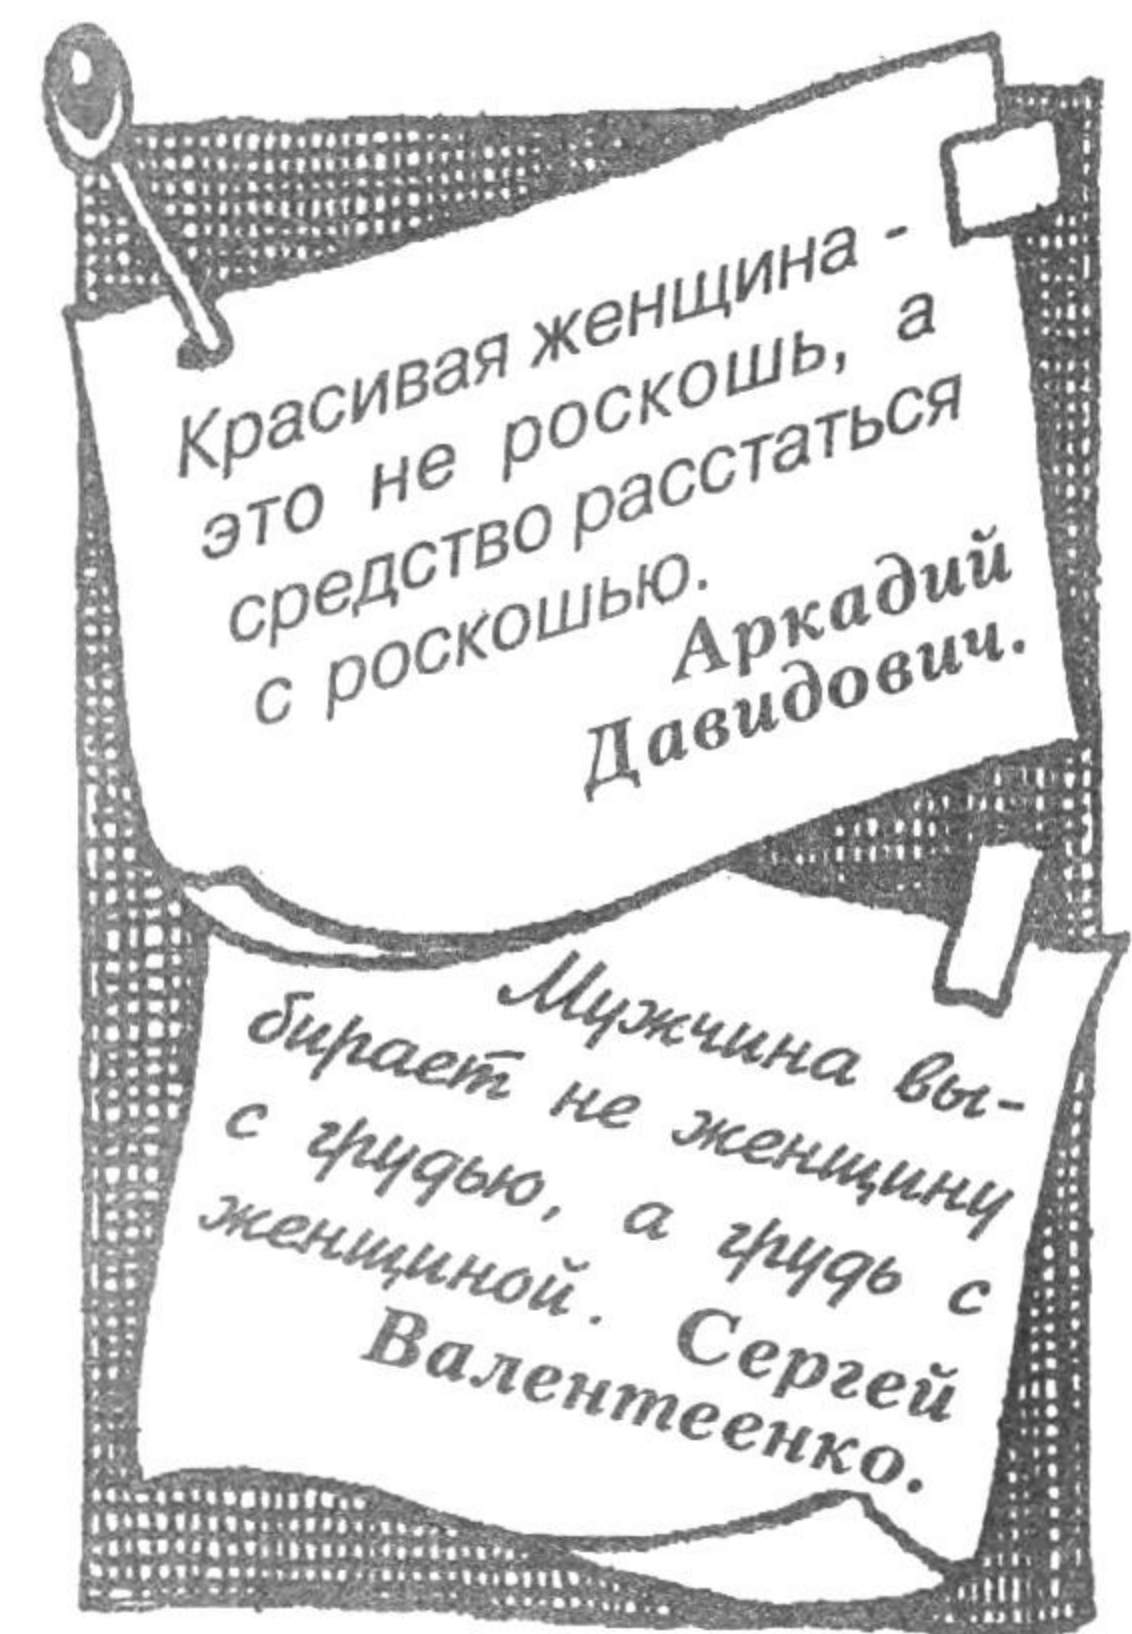 Красивая женщина -
это не роскошь, а
средство расстаться
с роскошью.
Аркадий
Давидович.
Мужчина вы-
бирает не женщину
с грудью, а грудь с
женщиной. Сергей
Валентеенко.